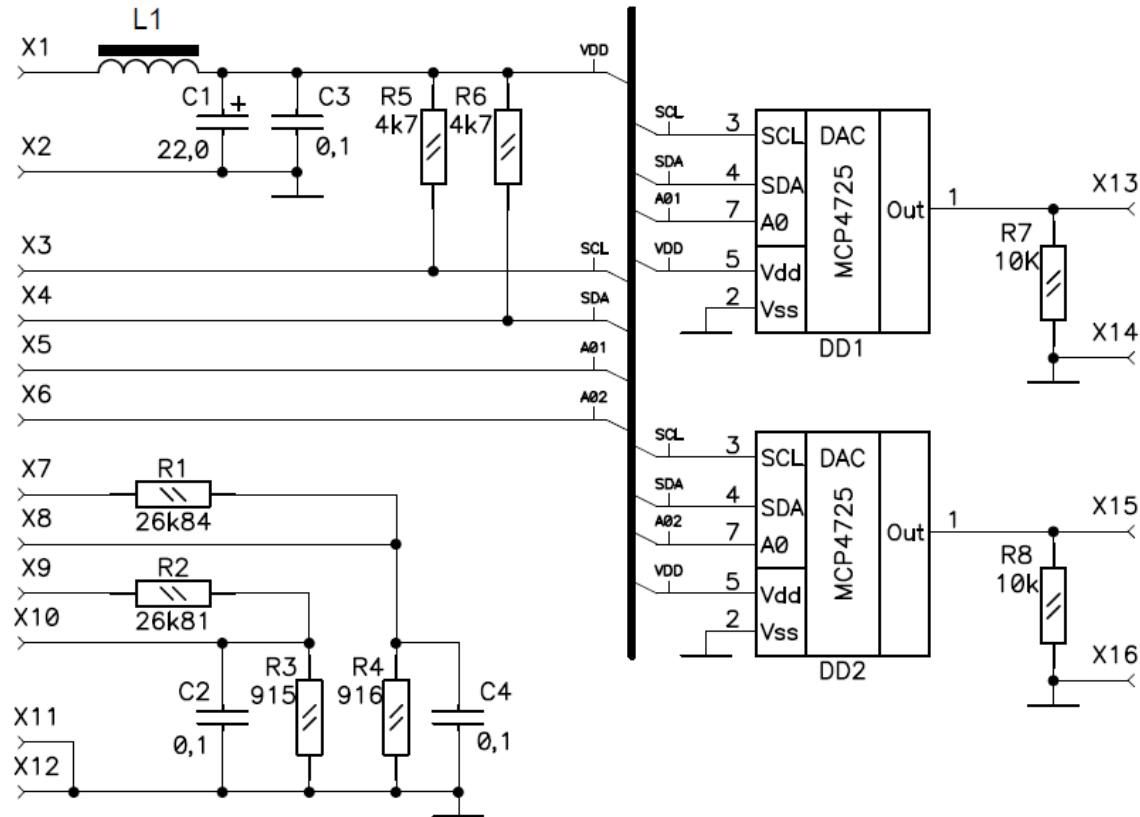 L1
X1
VDD
C1
+
C3
R5
R6
4k7
4k7
22,0
0,1
X2
X3
SCL
X4
SDA
X5
A01
X6
A02
X7
R1
26k84
X8
X9
R2
26k81
X10
R3
915
R4
916
C2
0,1
C4
0,1
X11
X12
SCL
3
SCL
DAC
SDA
4
SDA
A01
7
A0
MCP4725
Out
1
X13
VDD
5
Vdd
2
Vss
R7
10K
X14
DD1
SCL
3
SCL
DAC
SDA
4
SDA
A02
7
A0
MCP4725
Out
1
X15
VDD
5
Vdd
2
Vss
R8
10k
X16
DD2